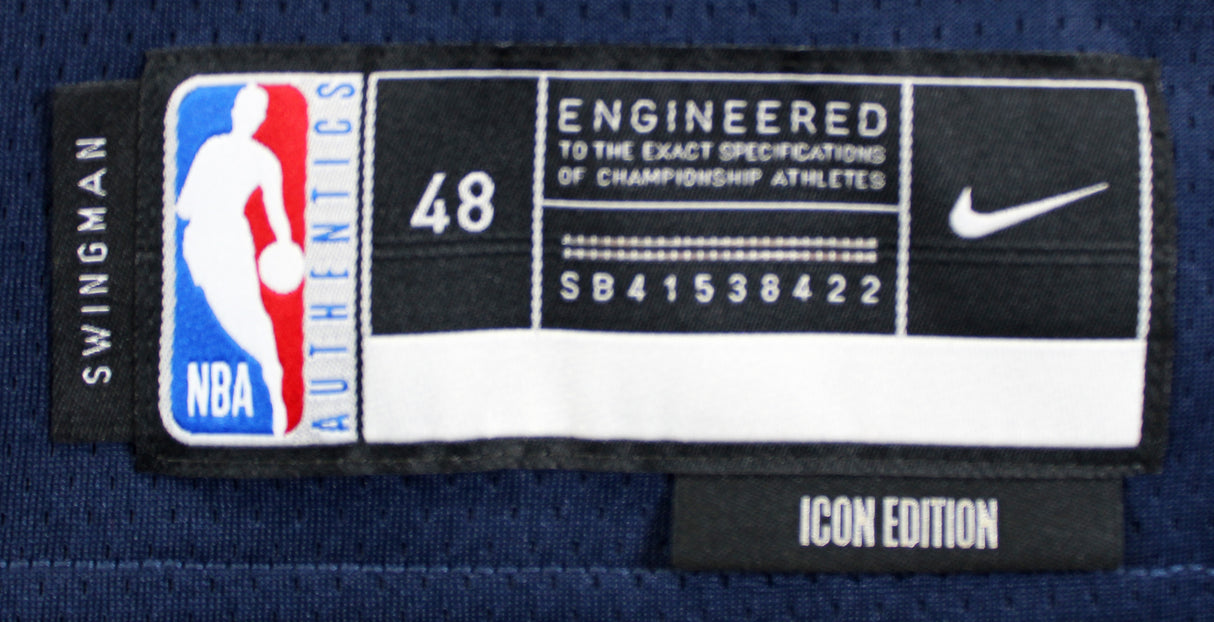 SWINGMAN
NBA
AUTHENTICS
48
ENGINEERED
TO THE EXACT SPECIFICATIONS
OF CHAMPIONSHIP ATHLETES
SB41538422
ICON EDITION